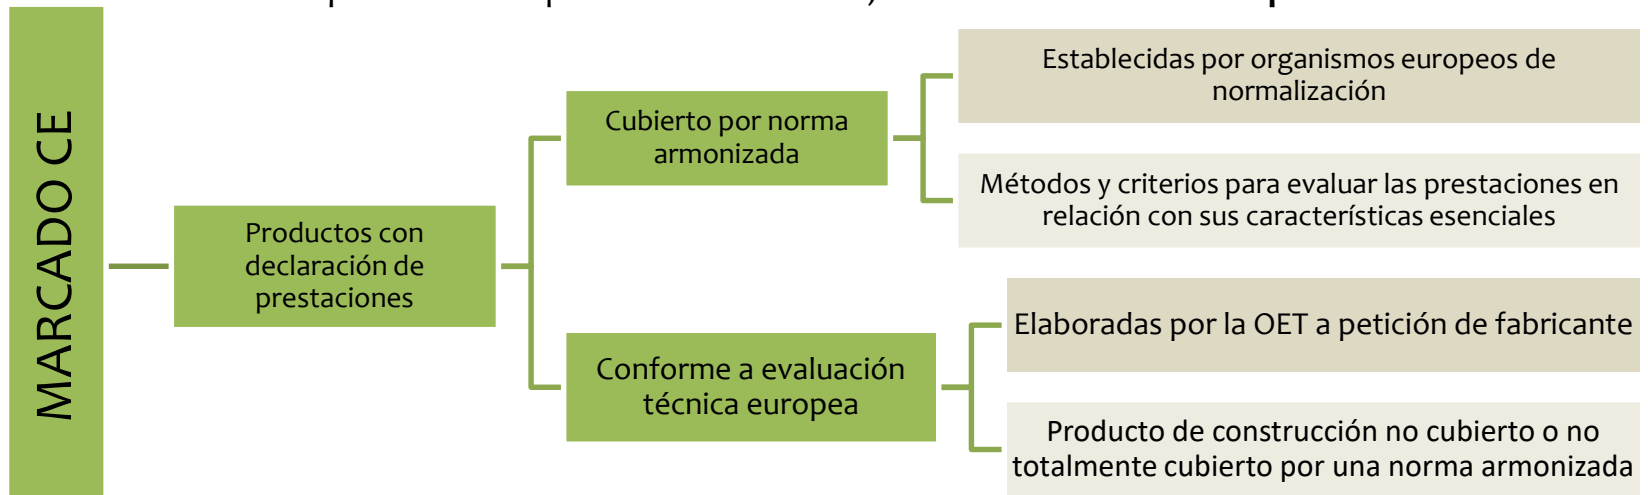 MARCADO CE
Productos con
declaración de
prestaciones
Cubierto por norma
armonizada
Establecidas por organismos europeos de
normalización
Métodos y criterios para evaluar las prestaciones en
relación con sus características esenciales
Conforme a evaluación
técnica europea
Elaboradas por la OET a petición de fabricante
Producto de construcción no cubierto o no
totalmente cubierto por una norma armonizada